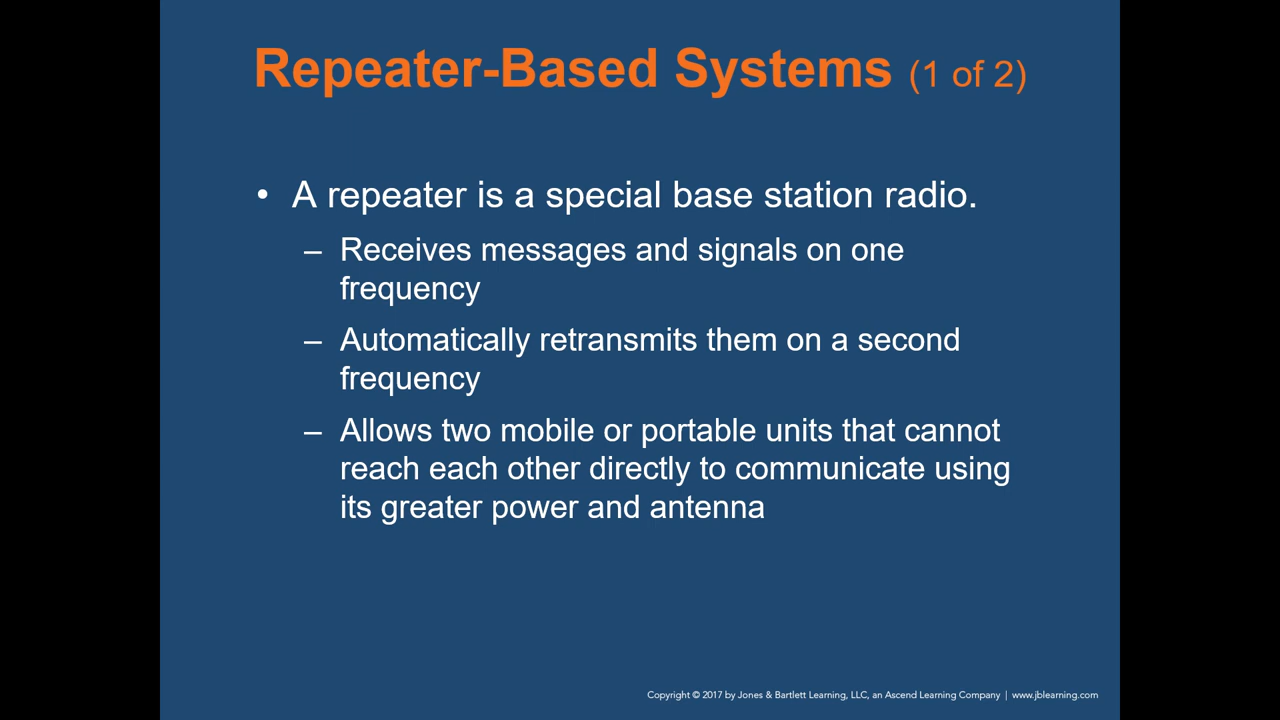 Repeater-Based Systems (1 of 2)
• A repeater is a special base station radio.
– Receives messages and signals on one
frequency
– Automatically retransmits them on a second
frequency
– Allows two mobile or portable units that cannot
reach each other directly to communicate using
its greater power and antenna
Copyright © 2017 by Jones & Bartlett Learning, LLC, an Ascend Learning Company | www.jblearning.com